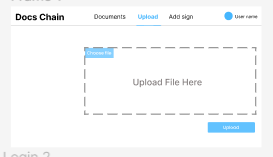 Docs Chain
Documents
Upload
Add sign
User name
Choose file
Upload File Here
Upload
Login 2